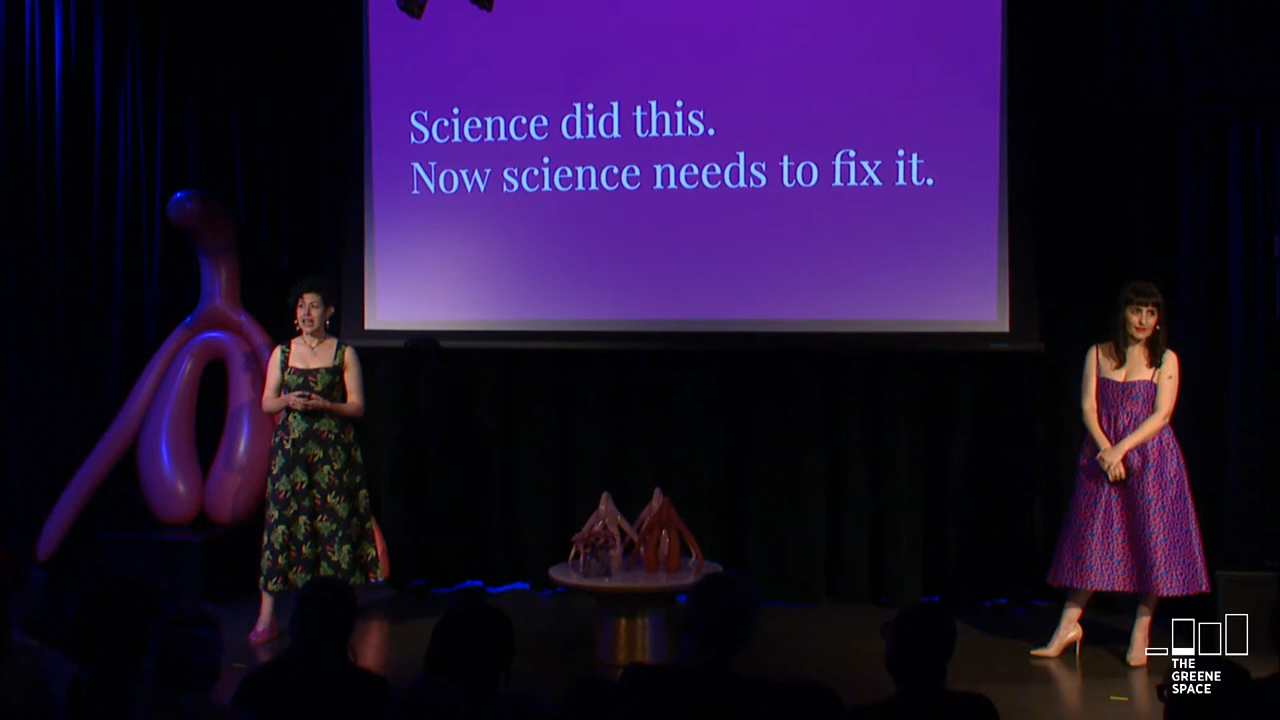 Science did this.
Now science needs to fix it.
THE
GREENE
SPACE